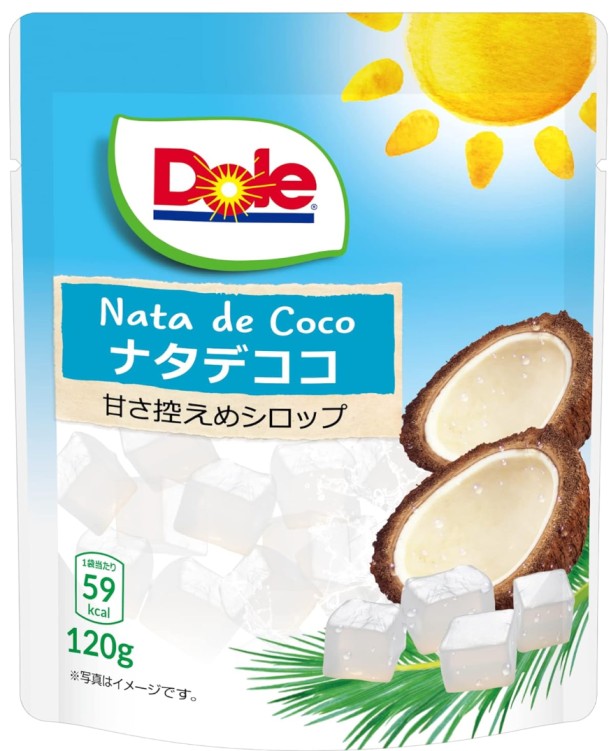 Dole®
Nata de Coco
ナタデココ
甘さ控えめシロップ
1袋当たり
59
kcal
120g
※写真はイメージです。